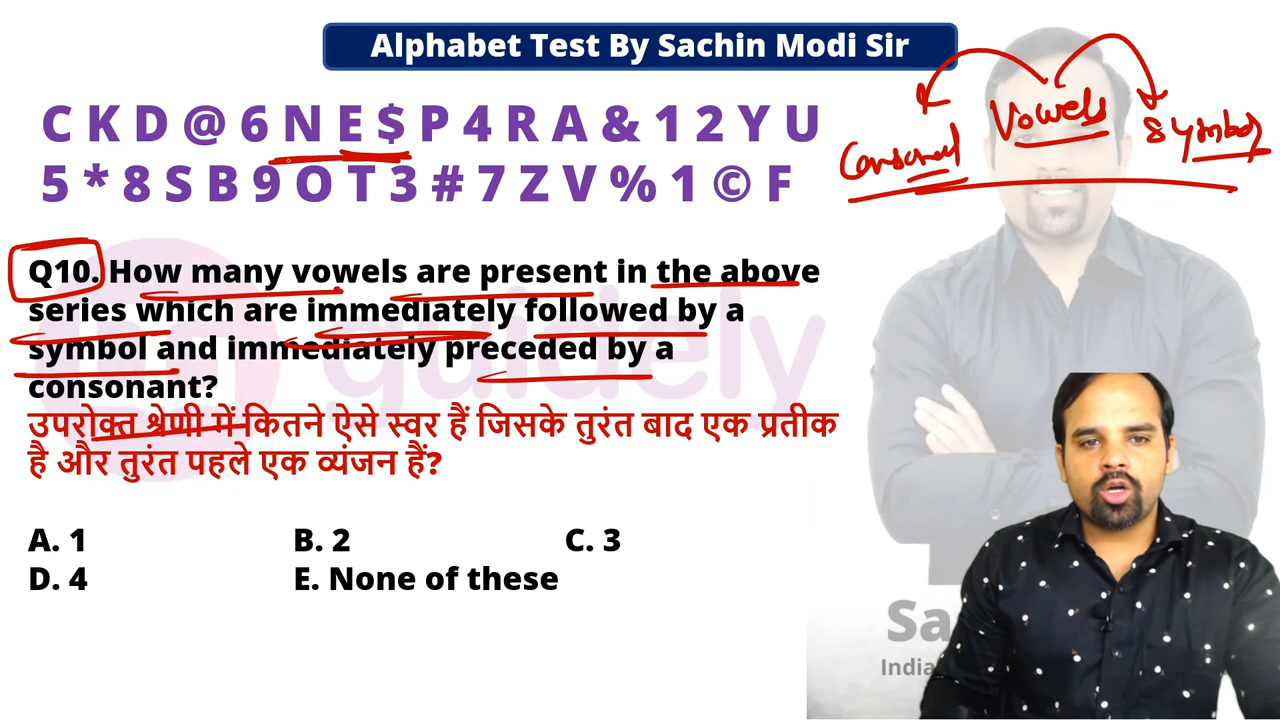 Alphabet Test By Sachin Modi Sir
C K D @ 6 N E $ P 4 R A & 1 2 Y U
5 * 8 S B 9 O T 3 # 7 Z V % 1 © F
Vowels
Symbol
Q10. How many vowels are present in the above
series which are immediately followed by a
symbol and immediately preceded by a
consonant?
उपरोक्त श्रेणी में कितने ऐसे स्वर हैं जिसके तुरंत बाद एक प्रतीक
है और तुरंत पहले एक व्यंजन हैं?
A. 1 B. 2 C. 3
D. 4 E. None of these
guidely
Sa
India